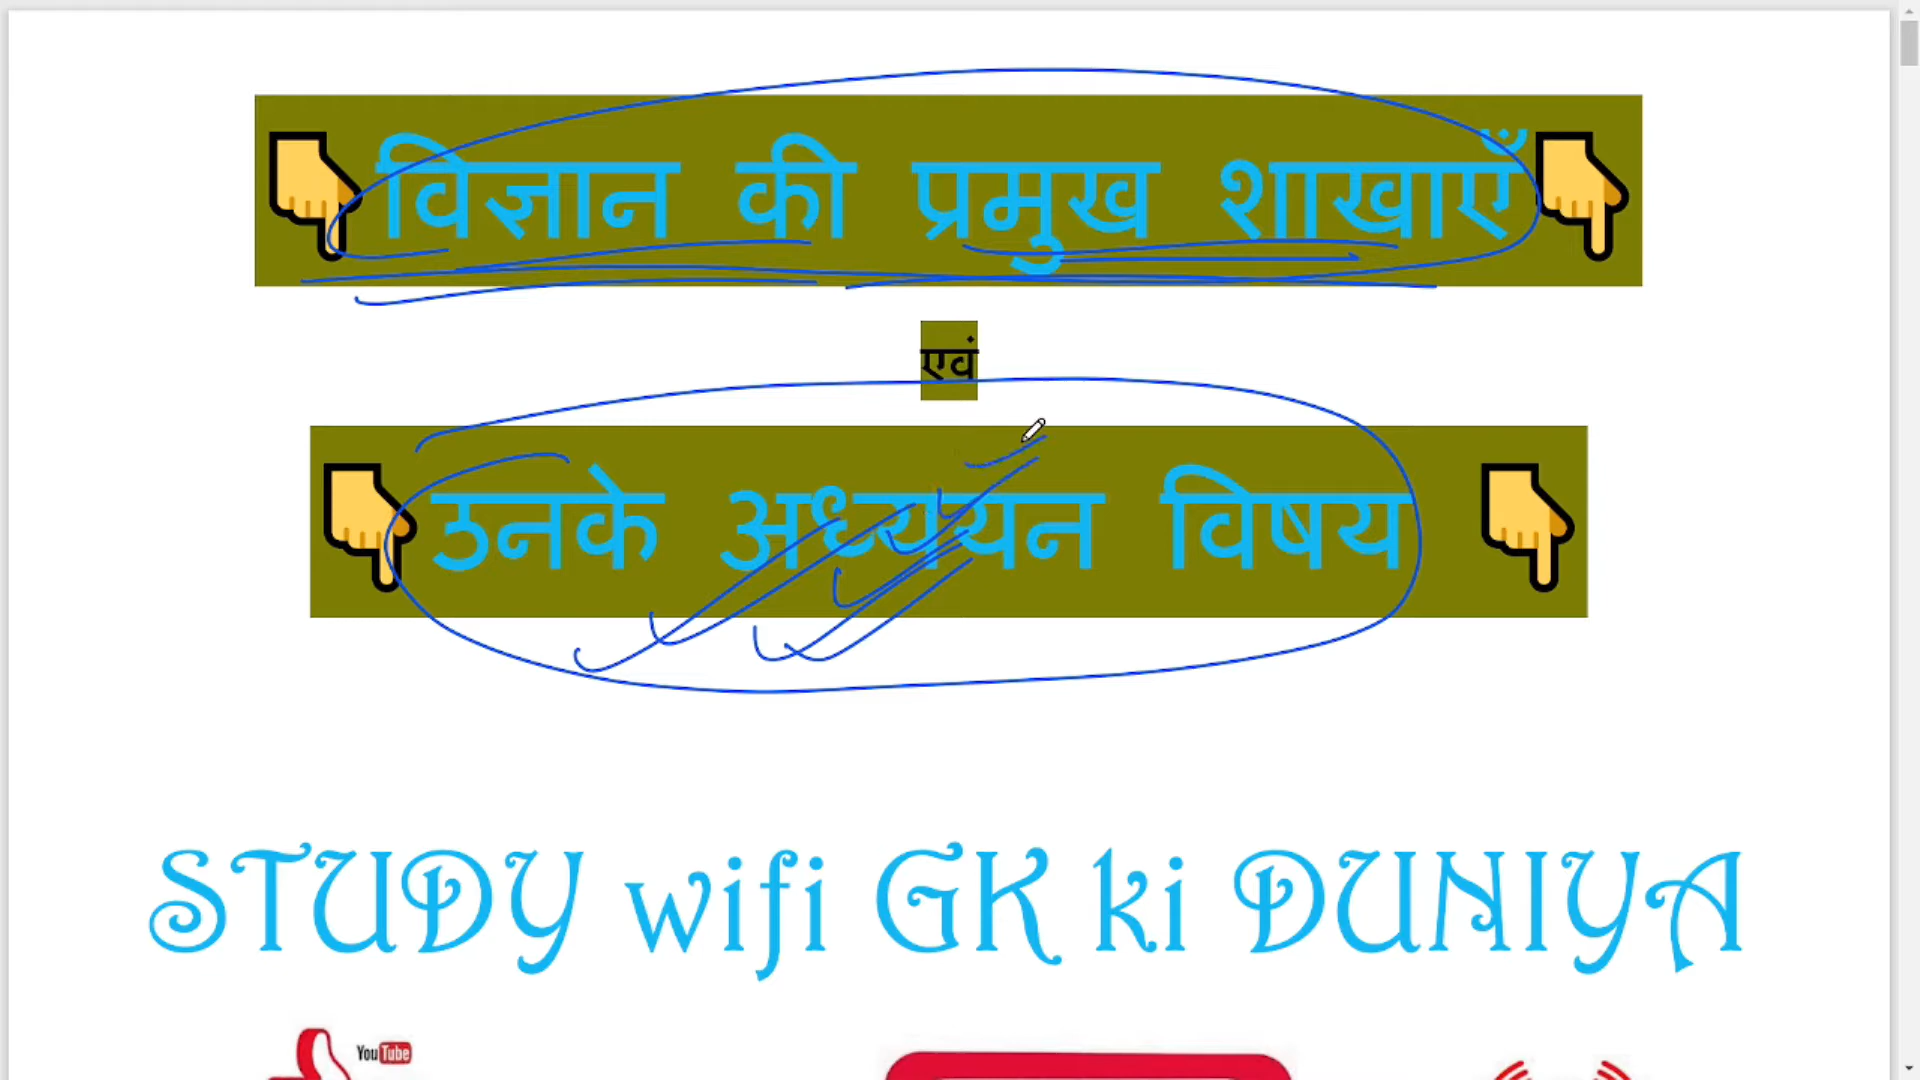 विज्ञान की प्रमुख शाखाएँ
एवं
उनके अध्ययन विषय
STUDY wifi GK ki DUNIYA
YouTube